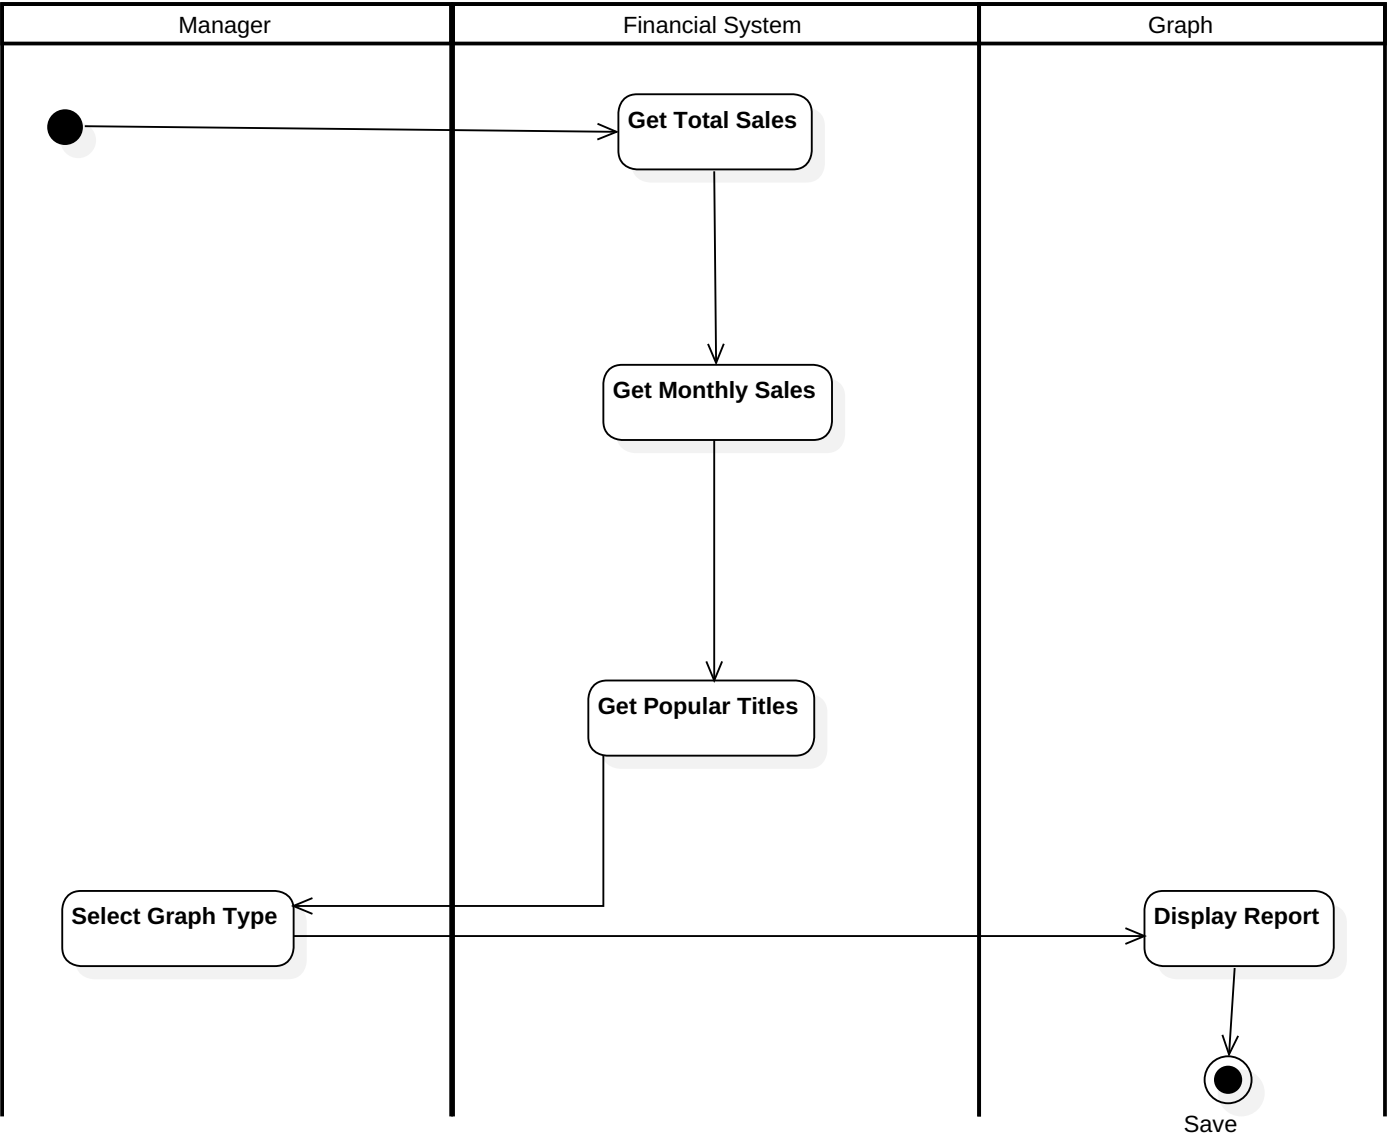 Manager
Financial System
Graph
Get Total Sales
Get Monthly Sales
Get Popular Titles
Select Graph Type
Display Report
Save